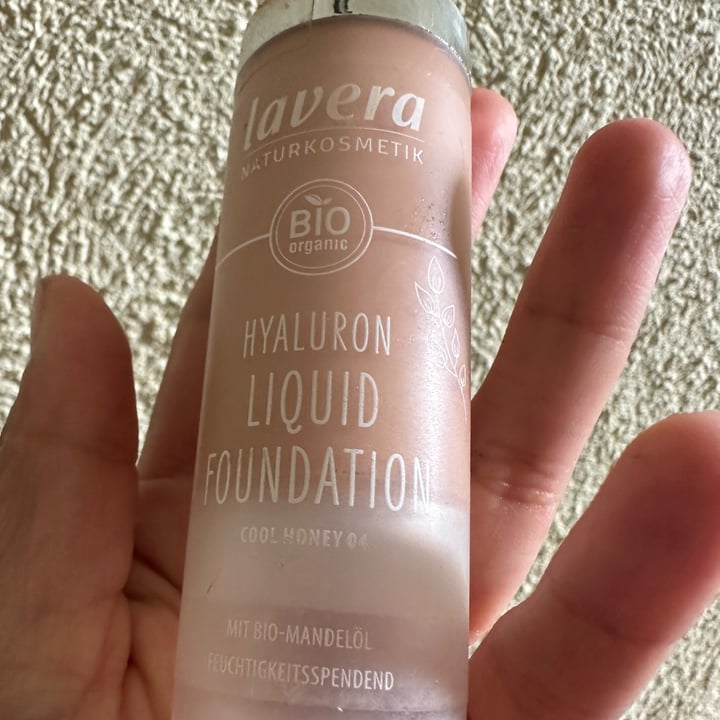 lavera
NATURKOSMETIK
BIO
organic
HYALURON
LIQUID
FOUNDATION
COOL HONEY 04
MIT BIO-MANDELÖL
FEUCHTIGKEITSSPENDEND